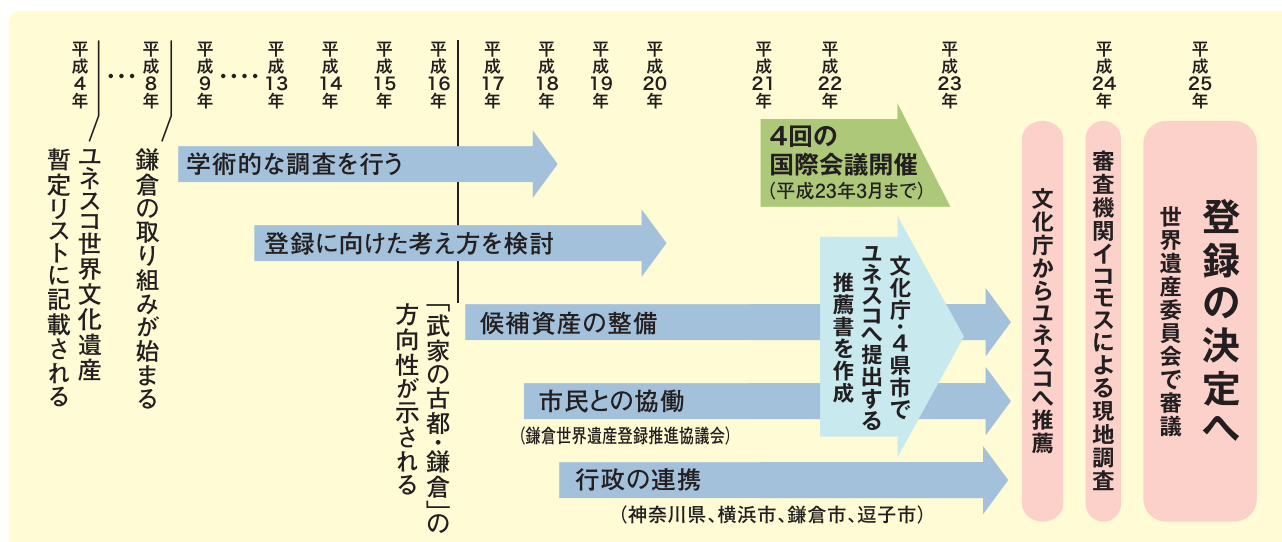 平成4年
平成8年
平成9年
平成13年
平成14年
平成15年
平成16年
平成17年
平成18年
平成19年
平成20年
平成21年
平成22年
平成23年
平成24年
平成25年
ユネスコ世界文化遺産
暫定リストに記載される
鎌倉の取り組みが始まる
学術的な調査を行う
登録に向けた考え方を検討
「武家の古都・鎌倉」の
方向性が示される
候補資産の整備
市民との協働
(鎌倉世界遺産登録推進協議会)
行政の連携
(神奈川県、横浜市、鎌倉市、逗子市)
4回の
国際会議開催
(平成23年3月まで)
文化庁・4県市で
ユネスコへ提出する
推薦書を作成
文化庁からユネスコへ推薦
審査機関イコモスによる現地調査
登録の決定へ
世界遺産委員会で審議